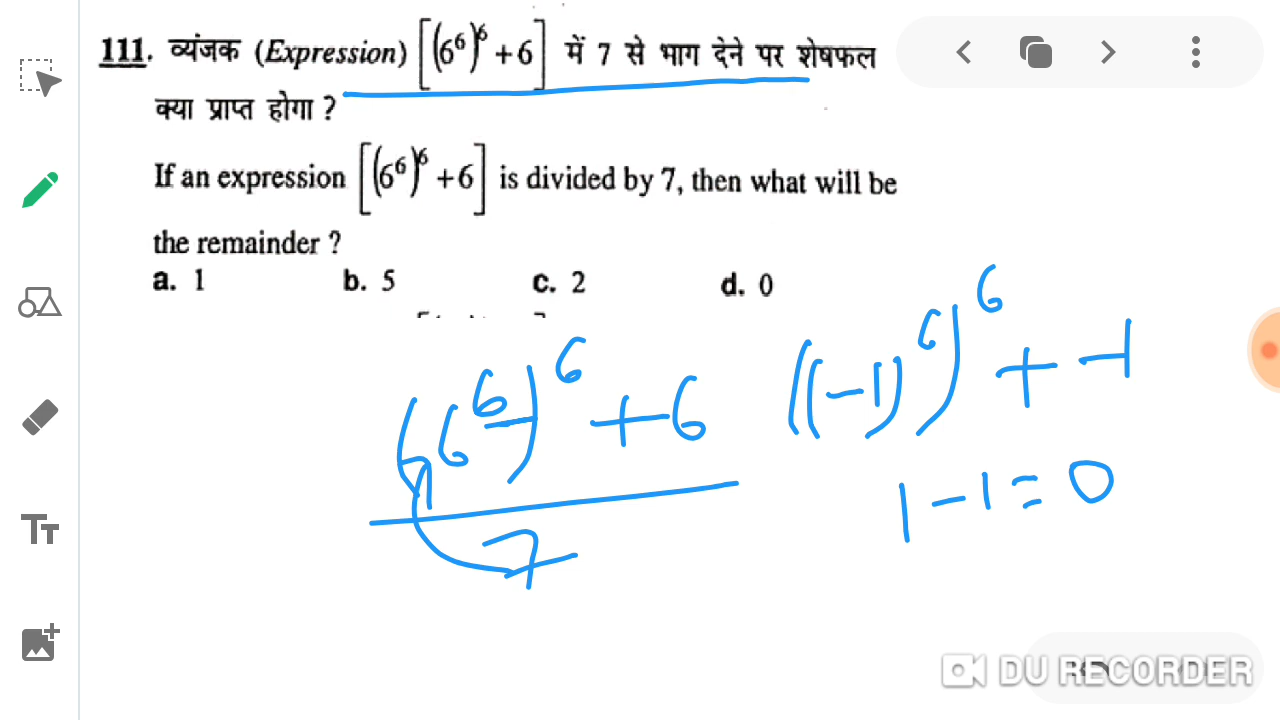 111. व्यंजक (Expression) [(6⁶)⁶ + 6] में 7 से भाग देने पर शेषफल
क्या प्राप्त होगा ?
If an expression [(6⁶)⁶ + 6] is divided by 7, then what will be
the remainder ?
a. 1 b. 5 c. 2 d. 0
(6⁶)⁶ + 6
7
((-1)⁶)⁶ + -1
1 - 1 = 0
Tт
DU RECORDER